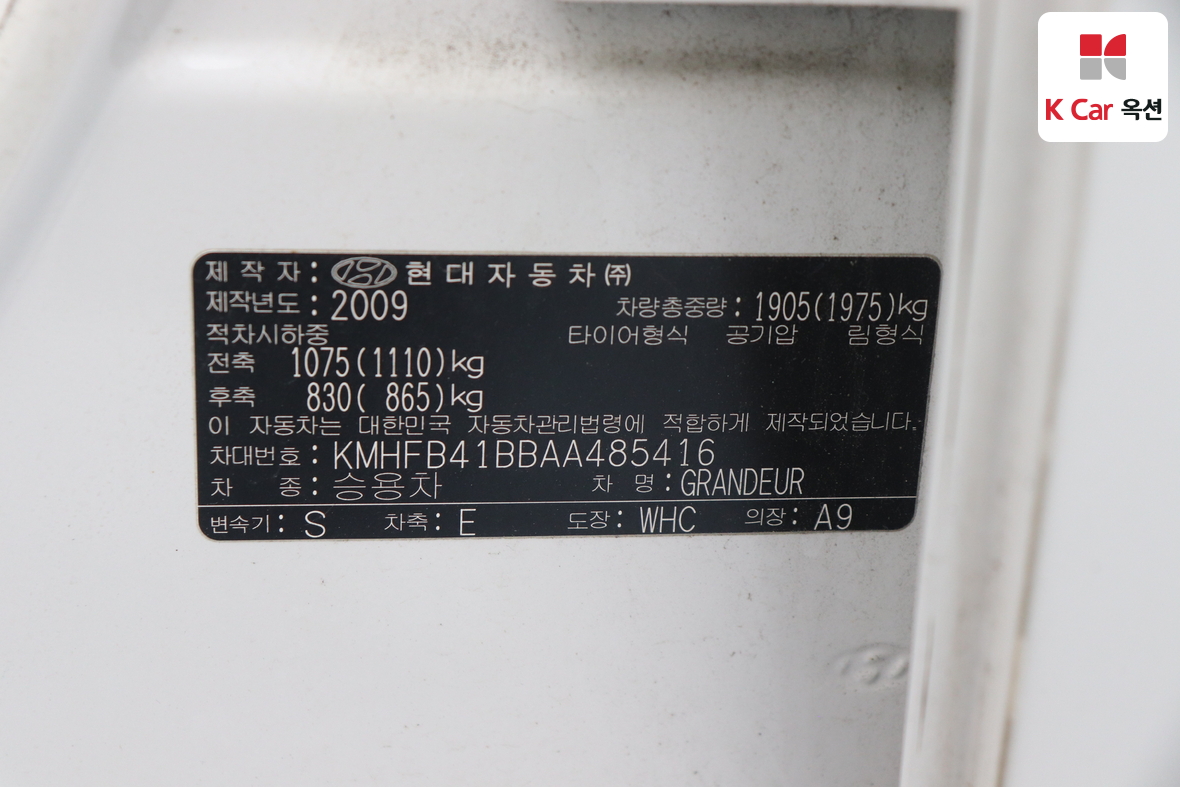 K Car 옥션
제 작 자 : 현 대 자 동 차 ㈜
제작년도 : 2009 차량총중량 : 1905(1975)kg
적차시하중 타이어형식 공기압 림형식
전축 1075(1110)kg
후축 830( 865)kg
이 자동차는 대한민국 자동차관리법령에 적합하게 제작되었습니다.
차대번호 : KMHFB41BBAA485416
차 종 : 승용차 차 명 : GRANDEUR
변속기 : S 차축 : E 도장 : WHC 의장 : A9